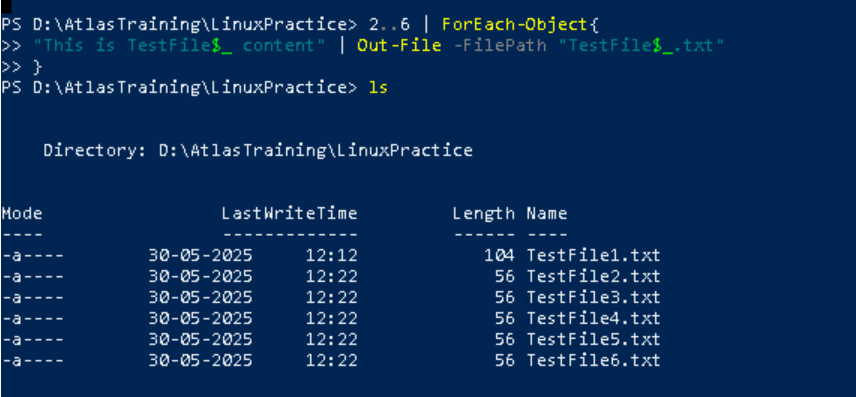 PS D:\AtlasTraining\LinuxPractice> 2..6 | ForEach-Object{
>> "This is TestFile$_ content" | Out-File -FilePath "TestFile$_.txt"
>> }
PS D:\AtlasTraining\LinuxPractice> ls
Directory: D:\AtlasTraining\LinuxPractice
Mode LastWriteTime Length Name
---- ------------- ------ ----
-a---- 30-05-2025 12:12 104 TestFile1.txt
-a---- 30-05-2025 12:22 56 TestFile2.txt
-a---- 30-05-2025 12:22 56 TestFile3.txt
-a---- 30-05-2025 12:22 56 TestFile4.txt
-a---- 30-05-2025 12:22 56 TestFile5.txt
-a---- 30-05-2025 12:22 56 TestFile6.txt